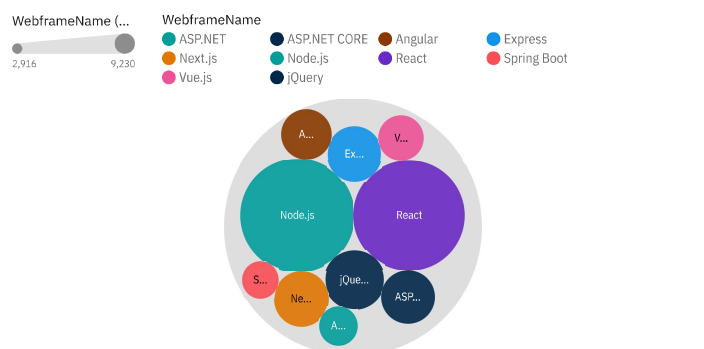 WebframeName (...
2,916
9,230
WebframeName
ASP.NET
ASP.NET CORE
Angular
Express
Next.js
Node.js
React
Spring Boot
Vue.js
jQuery
A...
Ex...
V...
Node.js
React
S...
Ne...
jQue...
ASP...
A...